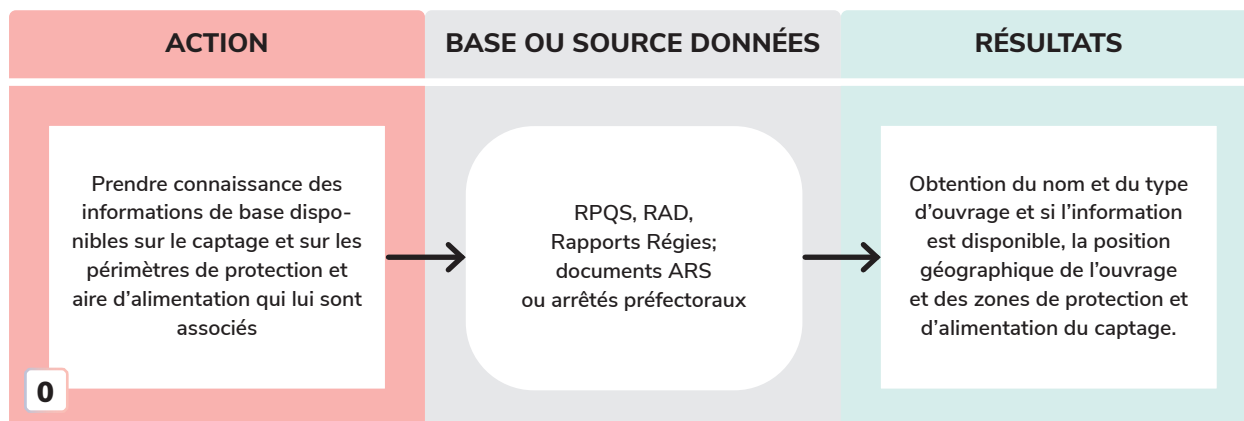 ACTION
BASE OU SOURCE DONNÉES
RÉSULTATS
Prendre connaissance des
informations de base dispo-
nibles sur le captage et sur les
périmètres de protection et
aire d’alimentation qui lui sont
associés
0
RPQS, RAD,
Rapports Régies;
documents ARS
ou arrêtés préfectoraux
Obtention du nom et du type
d’ouvrage et si l’information
est disponible, la position
géographique de l’ouvrage
et des zones de protection et
d’alimentation du captage.